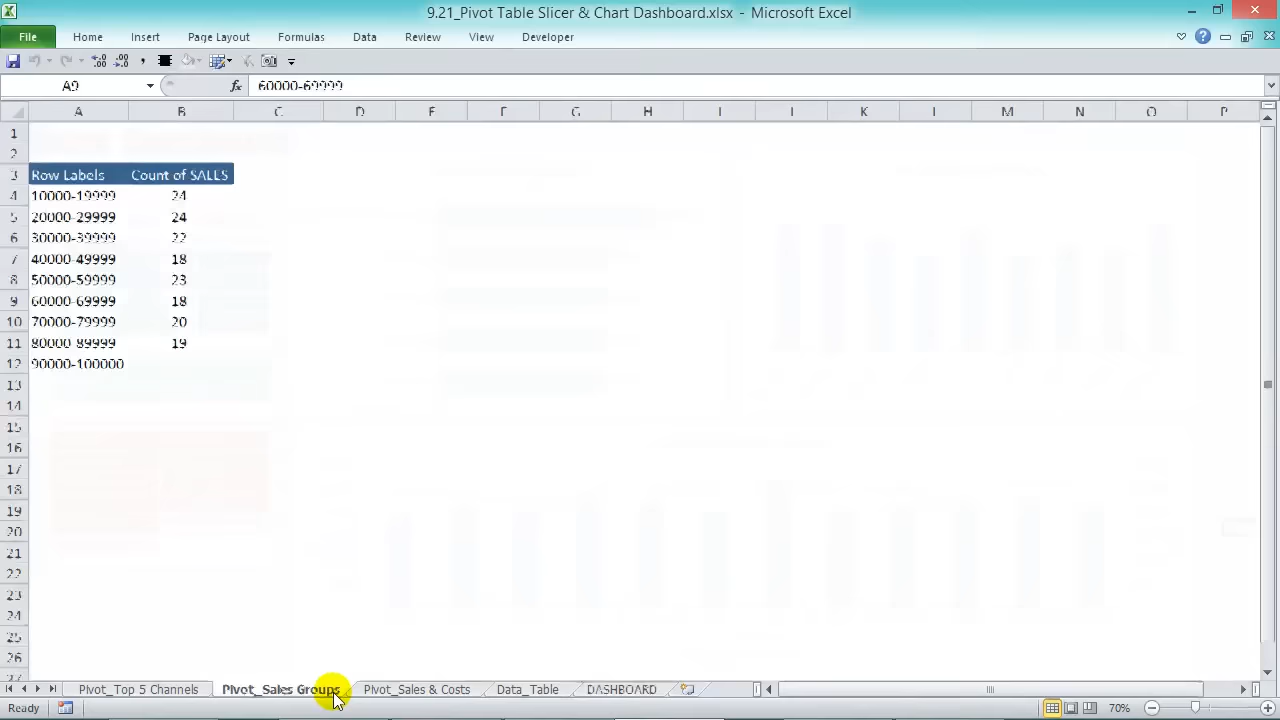 9.21_Pivot Table Slicer & Chart Dashboard.xlsx - Microsoft Excel
File Home Insert Page Layout Formulas Data Review View Developer
A9 fx 60000-69999
A B C D E F G H I J K L M N O P
1
2
3 Row Labels Count of SALES
4 10000-19999 24
5 20000-29999 24
6 30000-39999 22
7 40000-49999 18
8 50000-59999 23
9 60000-69999 18
10 70000-79999 20
11 80000-89999 19
12 90000-100000
13
14
15
16
17
18
19
20
21
22
23
24
25
26
27
Pivot_Top 5 Channels Pivot_Sales Groups Pivot_Sales & Costs Data_Table DASHBOARD
Ready 70%